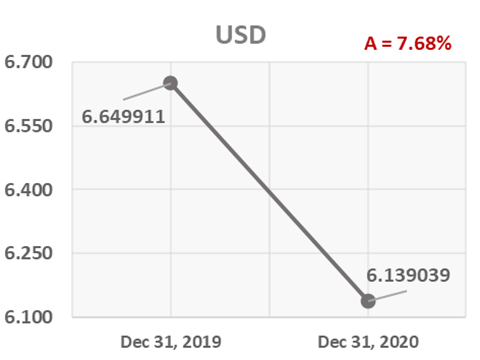 USD
A = 7.68%
6.700
6.649911
6.550
6.400
6.250
6.139039
6.100
Dec 31, 2019
Dec 31, 2020